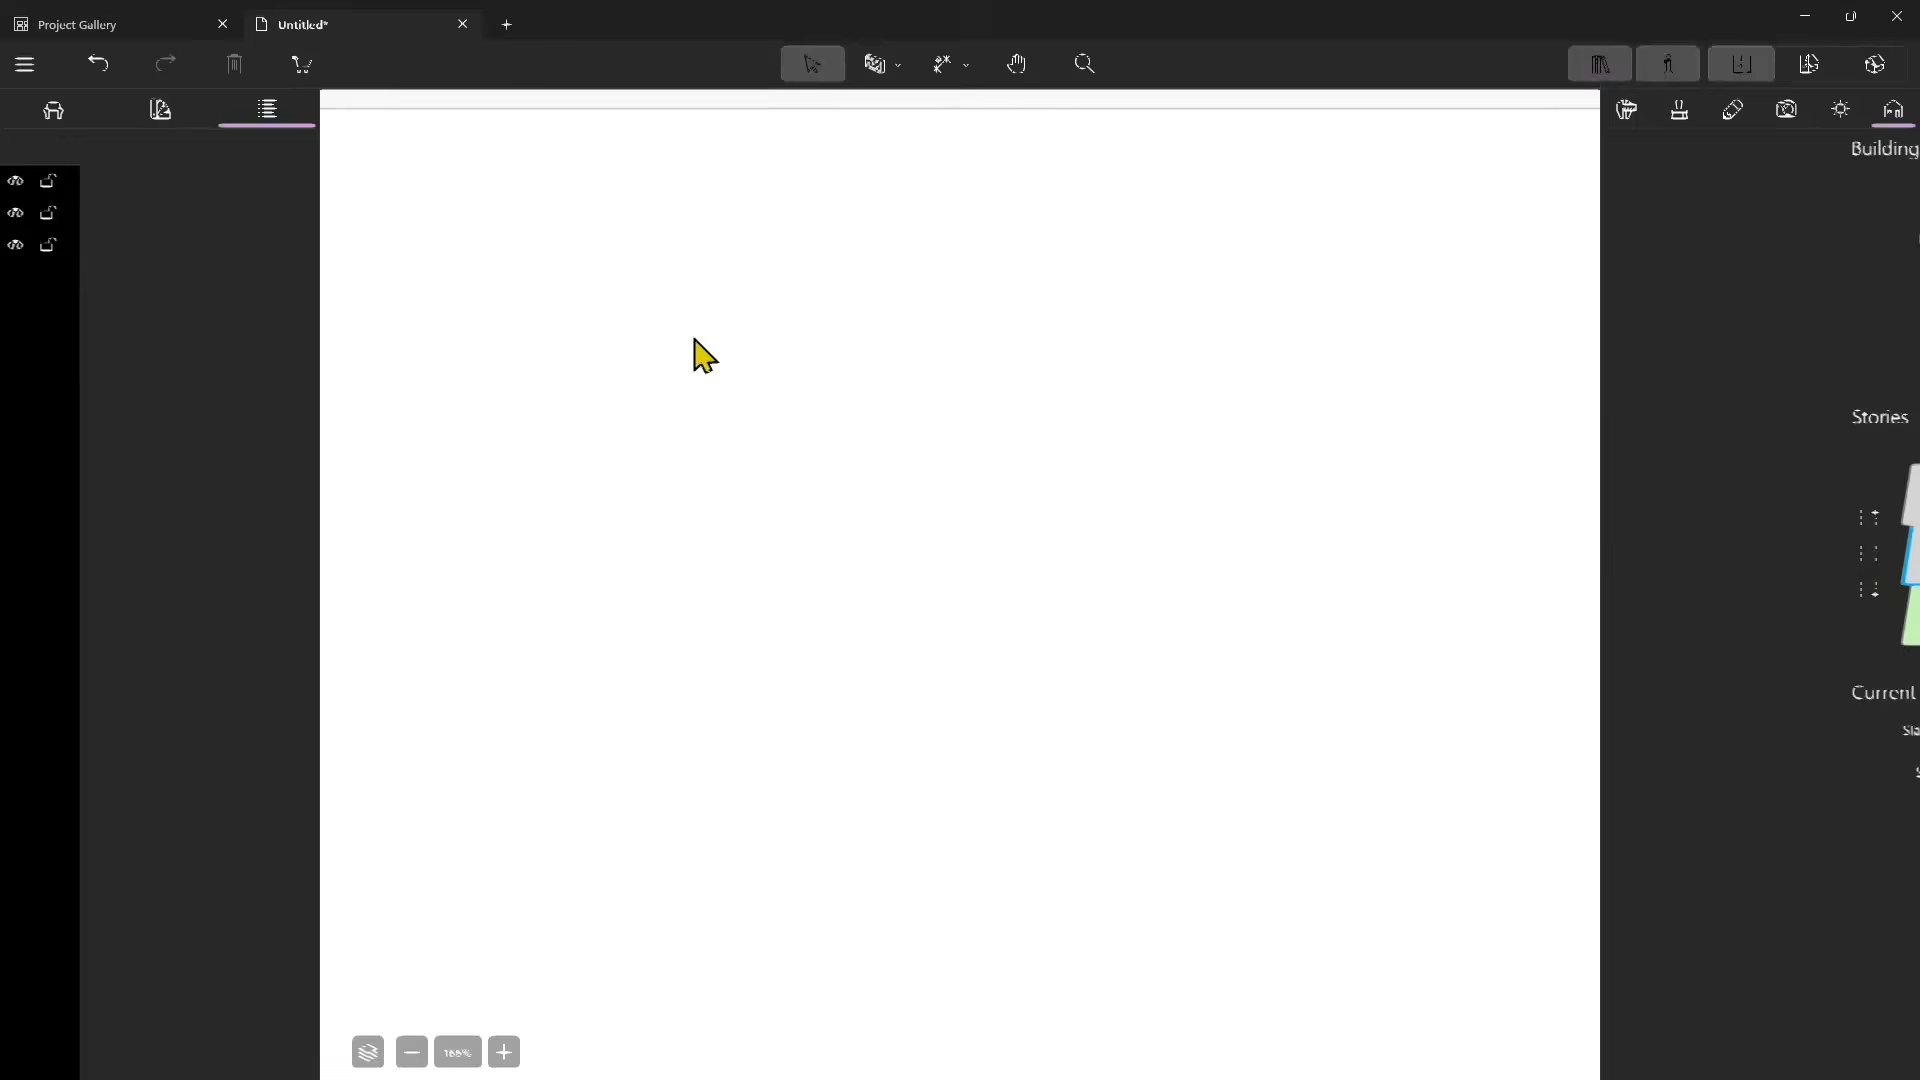 Project Gallery
Untitled*
Building
Stories
Current